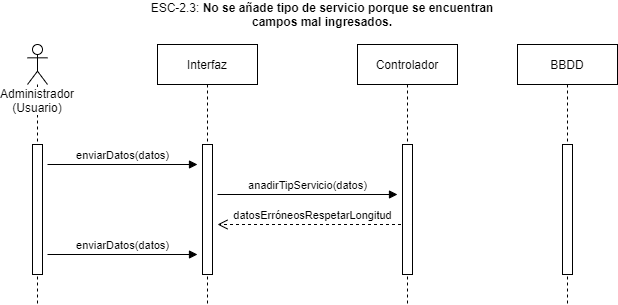 ESC-2.3: No se añade tipo de servicio porque se encuentran
campos mal ingresados.
Interfaz
Controlador
BBDD
Administrador
(Usuario)
enviarDatos(datos)
anadirTipServicio(datos)
datosErróneosRespetarLongitud
enviarDatos(datos)